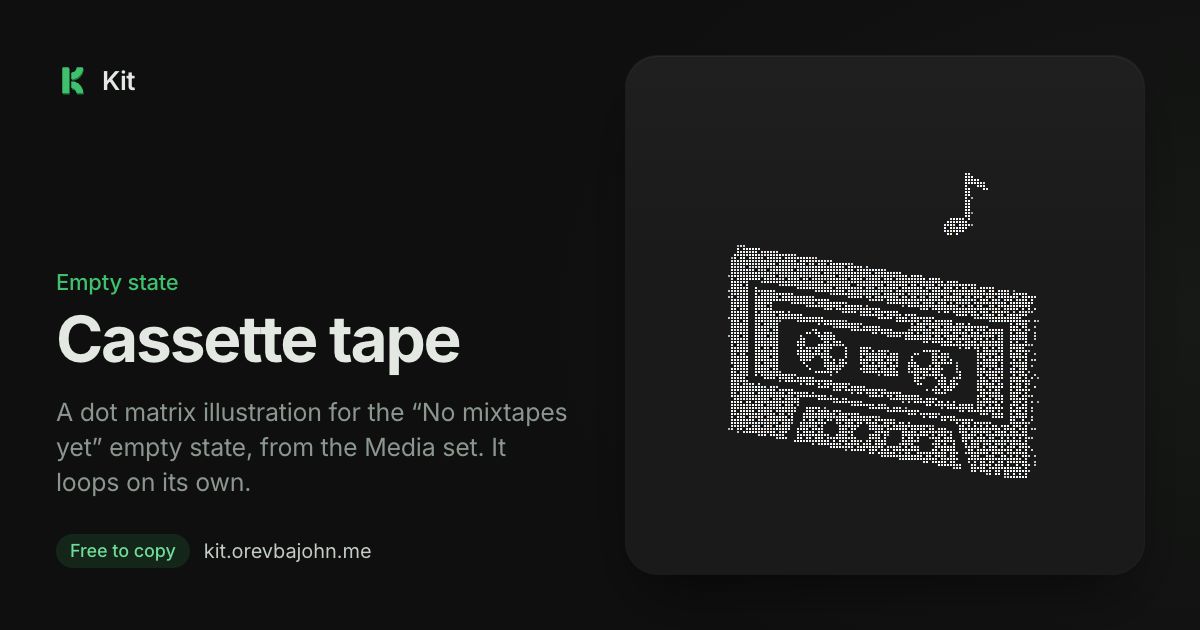 Kit
Empty state
Cassette tape
A dot matrix illustration for the “No mixtapes
yet” empty state, from the Media set. It
loops on its own.
Free to copy
kit.orevbajohn.me